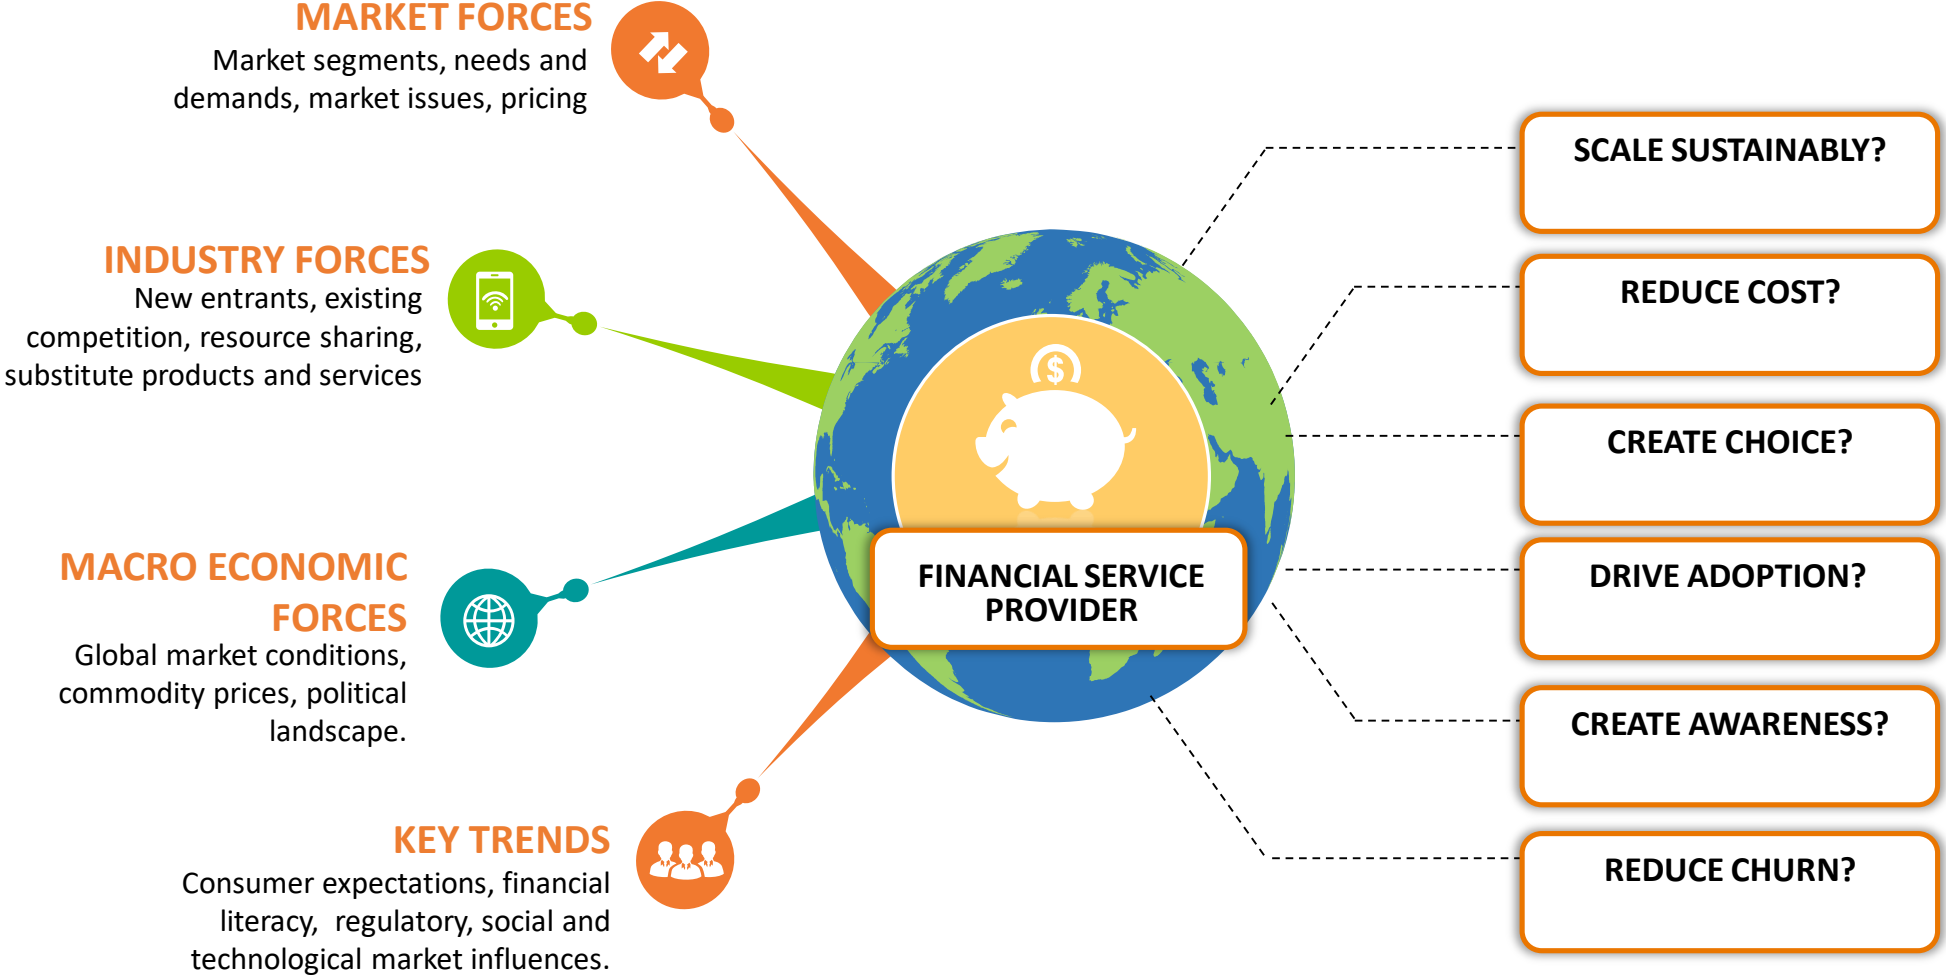 MARKET FORCES
Market segments, needs and
demands, market issues, pricing
INDUSTRY FORCES
New entrants, existing
competition, resource sharing,
substitute products and services
MACRO ECONOMIC
FORCES
Global market conditions,
commodity prices, political
landscape.
KEY TRENDS
Consumer expectations, financial
literacy, regulatory, social and
technological market influences.
$
FINANCIAL SERVICE
PROVIDER
SCALE SUSTAINABLY?
REDUCE COST?
CREATE CHOICE?
DRIVE ADOPTION?
CREATE AWARENESS?
REDUCE CHURN?